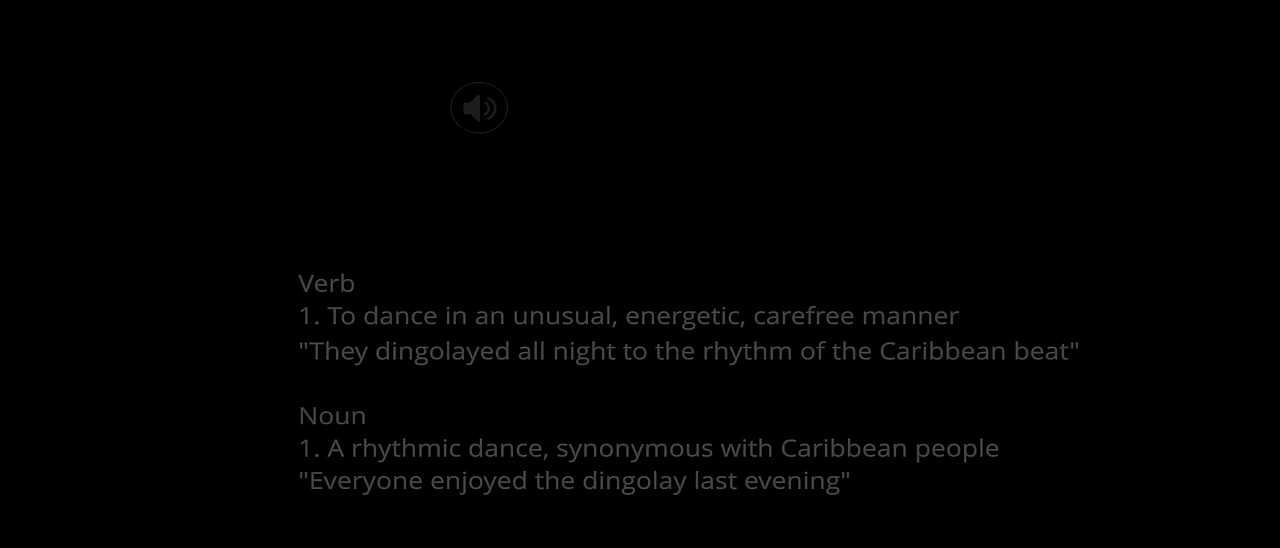 Verb
1. To dance in an unusual, energetic, carefree manner
"They dingolayed all night to the rhythm of the Caribbean beat"
Noun
1. A rhythmic dance, synonymous with Caribbean people
"Everyone enjoyed the dingolay last evening"